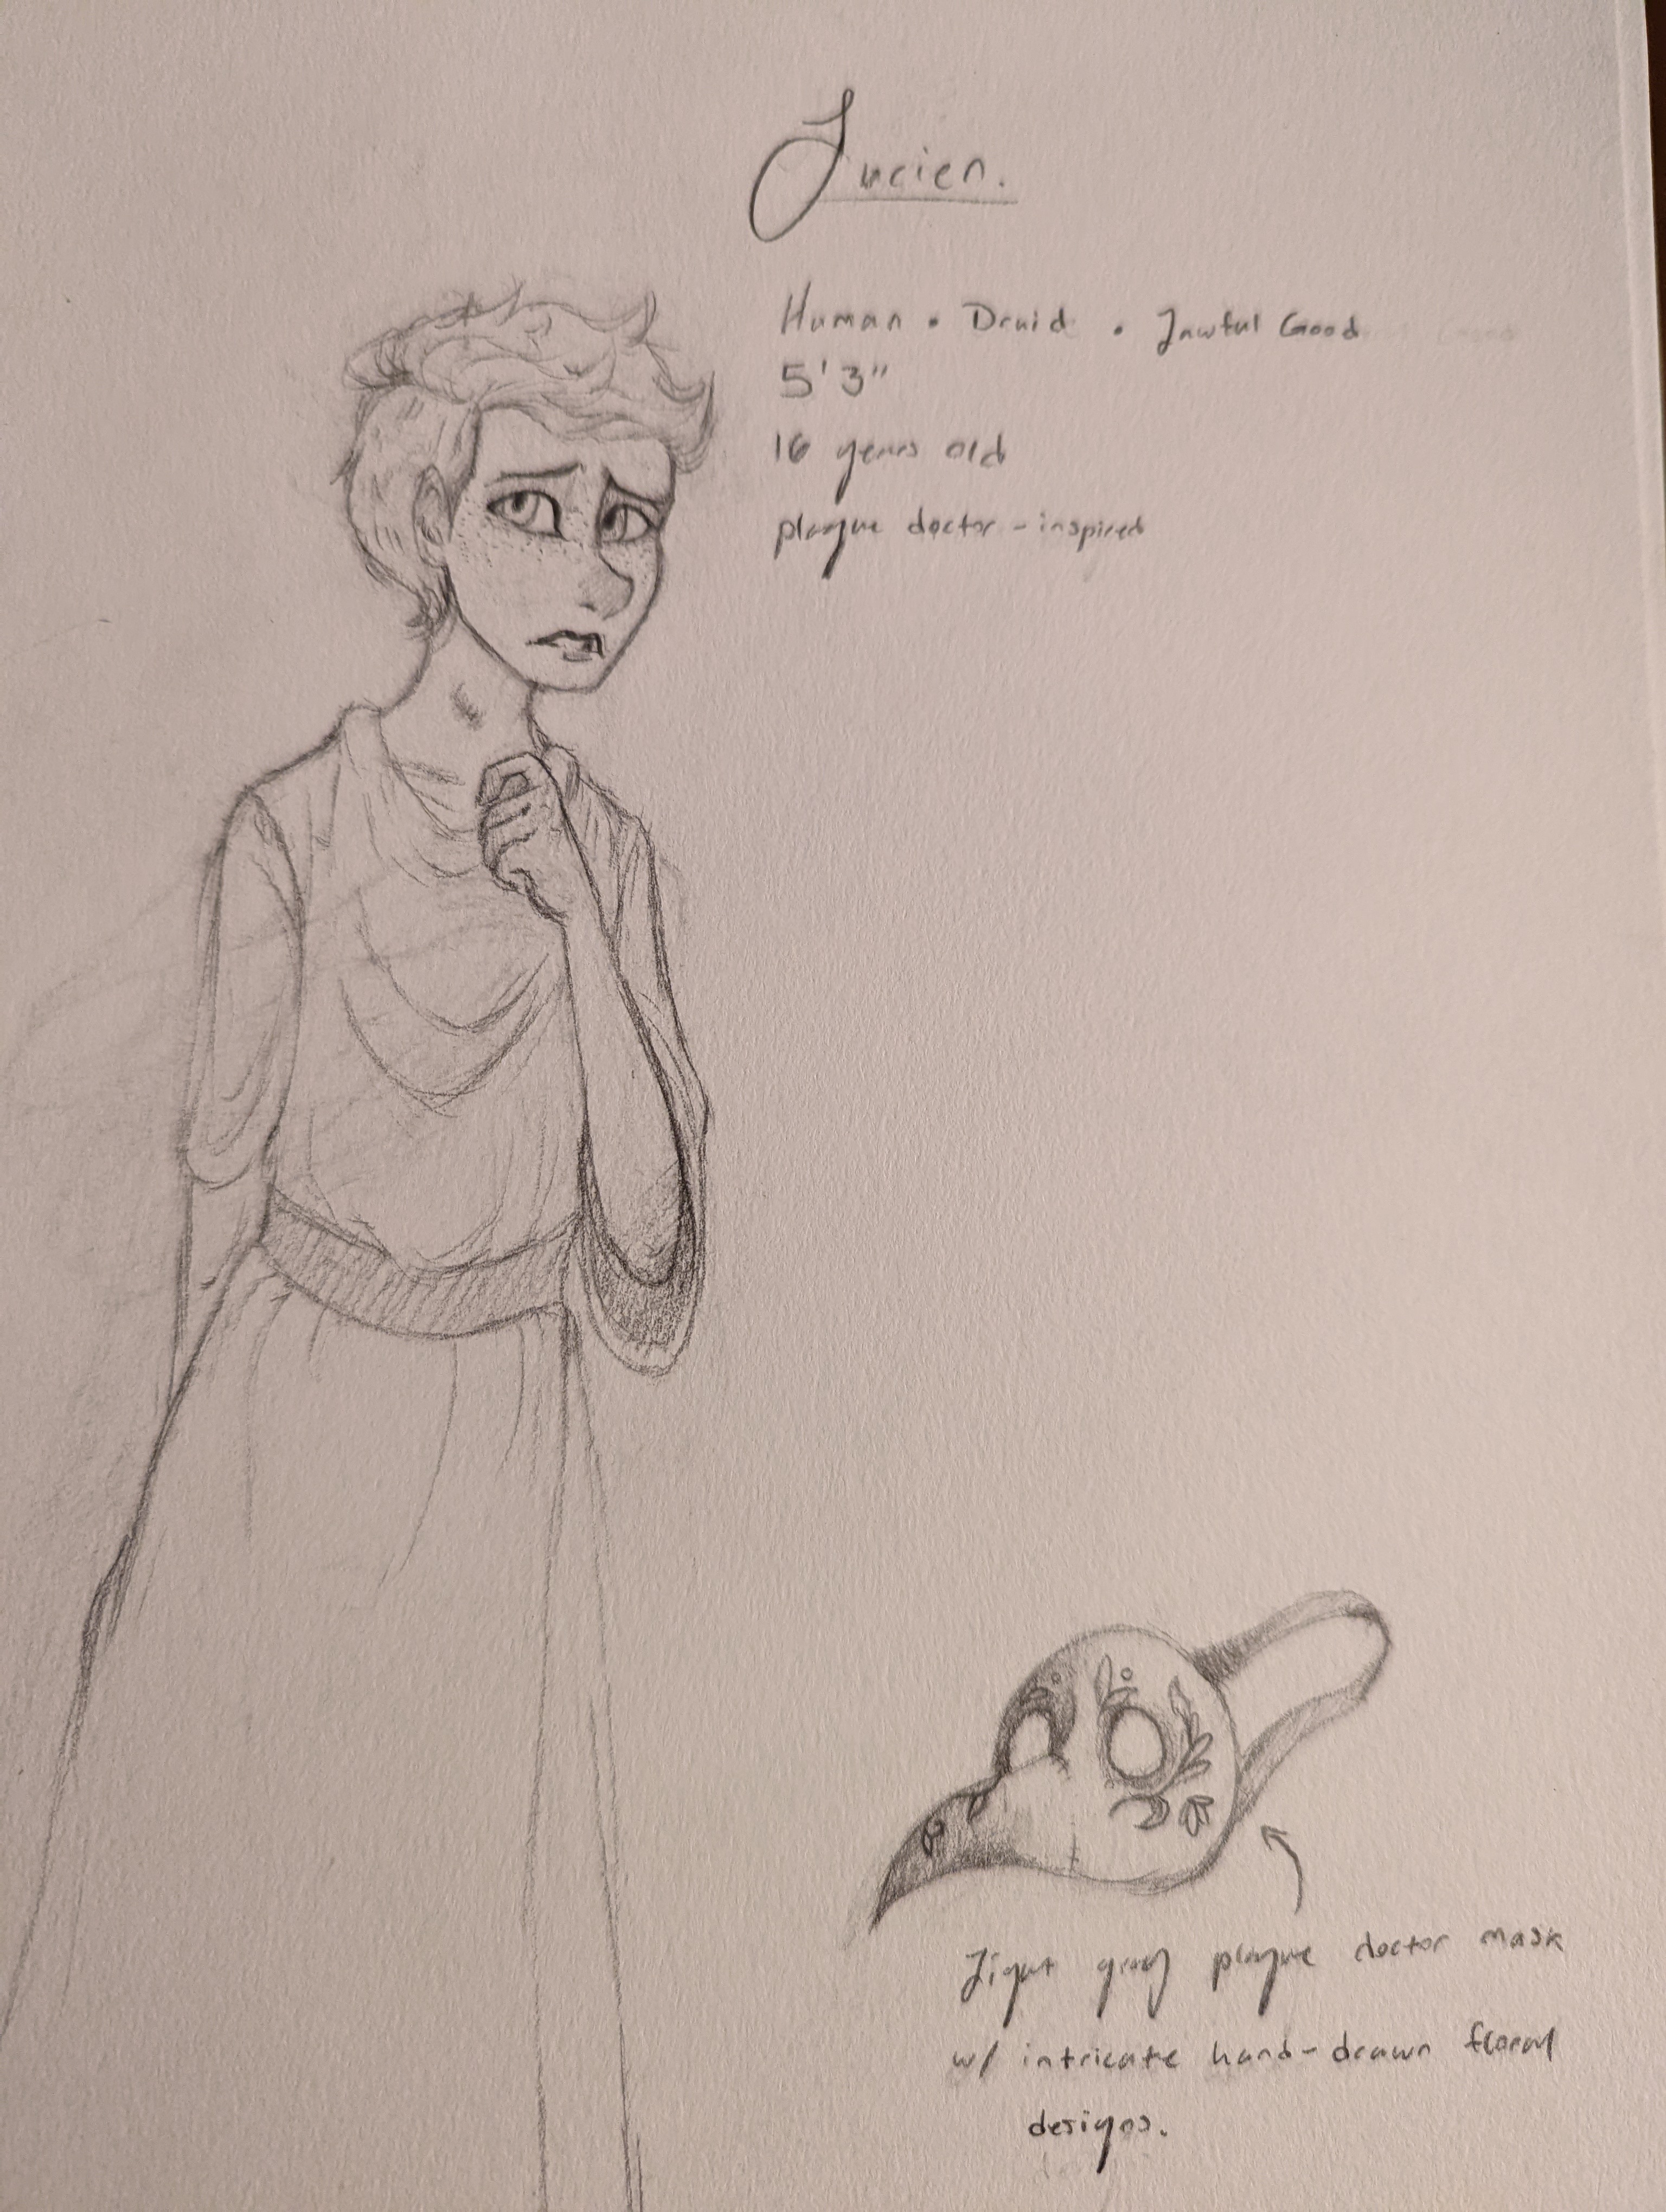 Lucien.
Human • Druid • Lawful Good
5'3"
16 years old
plague doctor - inspired
Light gray plague doctor mask
w/ intricate hand-drawn floral
designs.